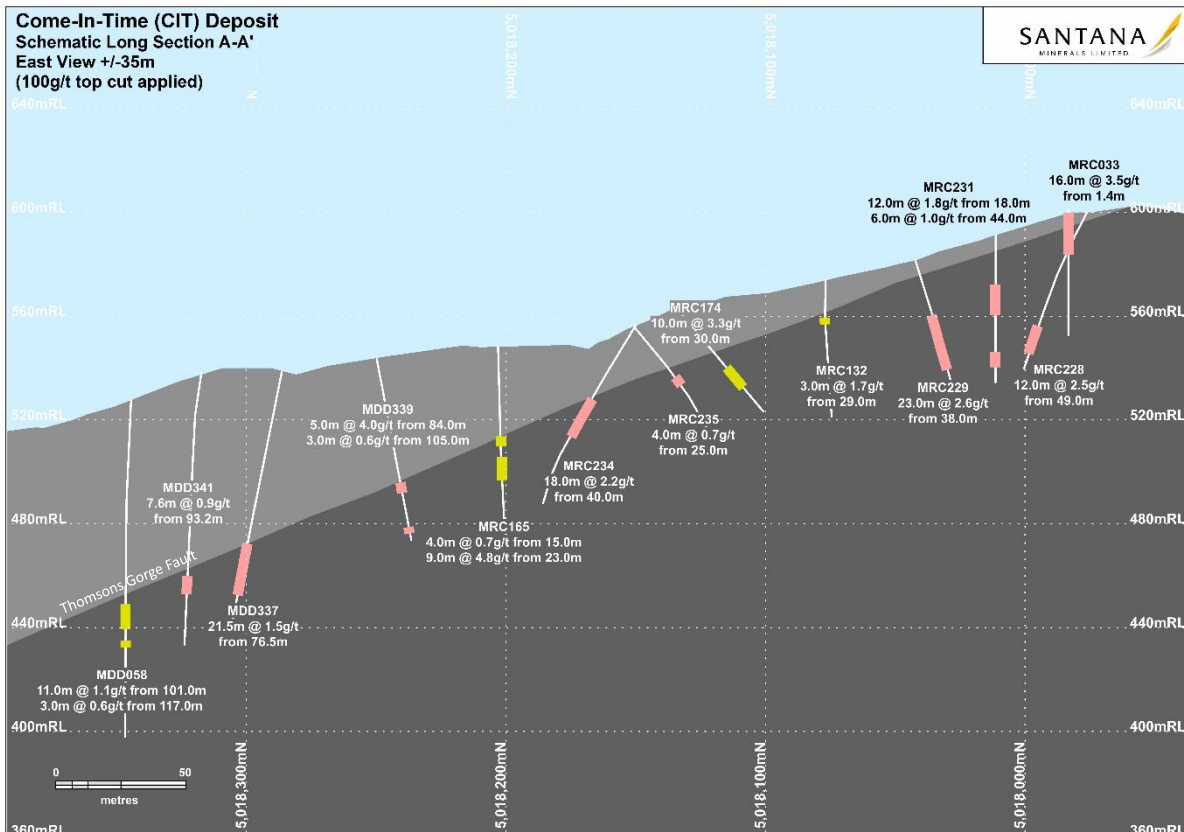 Come-In-Time (CIT) Deposit
Schematic Long Section A-A'
East View +/-35m
(100g/t top cut applied)
SANTANA
MINERALS LIMITED
N
5,018,200mN
5,018,100mN
5,018,000mN
640mRL
640mRL
600mRL
600mRL
560mRL
560mRL
520mRL
520mRL
480mRL
480mRL
440mRL
440mRL
400mRL
400mRL
360mRL
360mRL
MRC033
16.0m @ 3.5g/t
from 1.4m
MRC231
12.0m @ 1.8g/t from 18.0m
6.0m @ 1.0g/t from 44.0m
MRC174
10.0m @ 3.3g/t
from 30.0m
MRC132
3.0m @ 1.7g/t
from 29.0m
MRC229
23.0m @ 2.6g/t
from 38.0m
MRC228
12.0m @ 2.5g/t
from 49.0m
MDD339
5.0m @ 4.0g/t from 84.0m
3.0m @ 0.6g/t from 105.0m
MRC235
4.0m @ 0.7g/t
from 25.0m
MRC234
18.0m @ 2.2g/t
from 40.0m
MDD341
7.6m @ 0.9g/t
from 93.2m
MRC165
4.0m @ 0.7g/t from 15.0m
9.0m @ 4.8g/t from 23.0m
Thomsons Gorge Fault
MDD337
21.5m @ 1.5g/t
from 76.5m
MDD058
11.0m @ 1.1g/t from 101.0m
3.0m @ 0.6g/t from 117.0m
0 50
metres
5,018,300mN
5,018,200mN
5,018,100mN
5,018,000mN